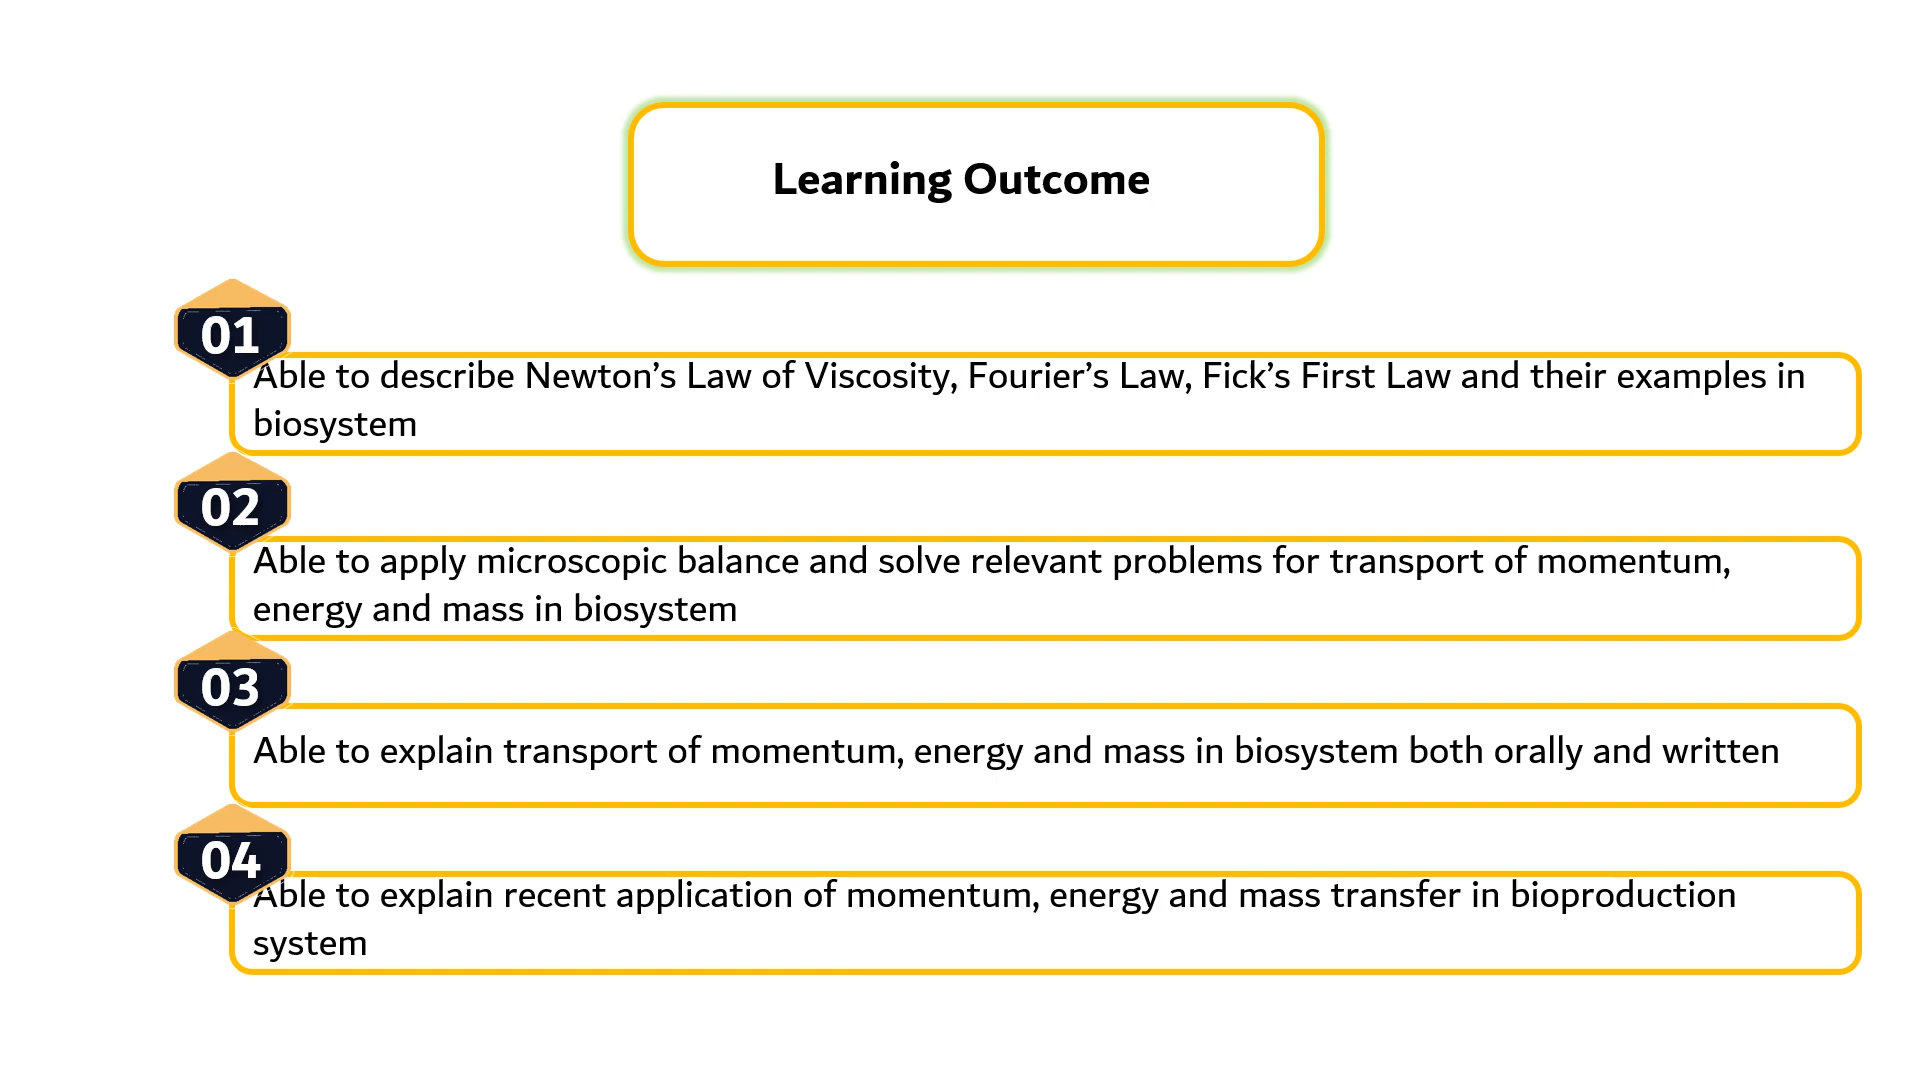 Learning Outcome
01
Able to describe Newton’s Law of Viscosity, Fourier’s Law, Fick’s First Law and their examples in
biosystem
02
Able to apply microscopic balance and solve relevant problems for transport of momentum,
energy and mass in biosystem
03
Able to explain transport of momentum, energy and mass in biosystem both orally and written
04
Able to explain recent application of momentum, energy and mass transfer in bioproduction
system